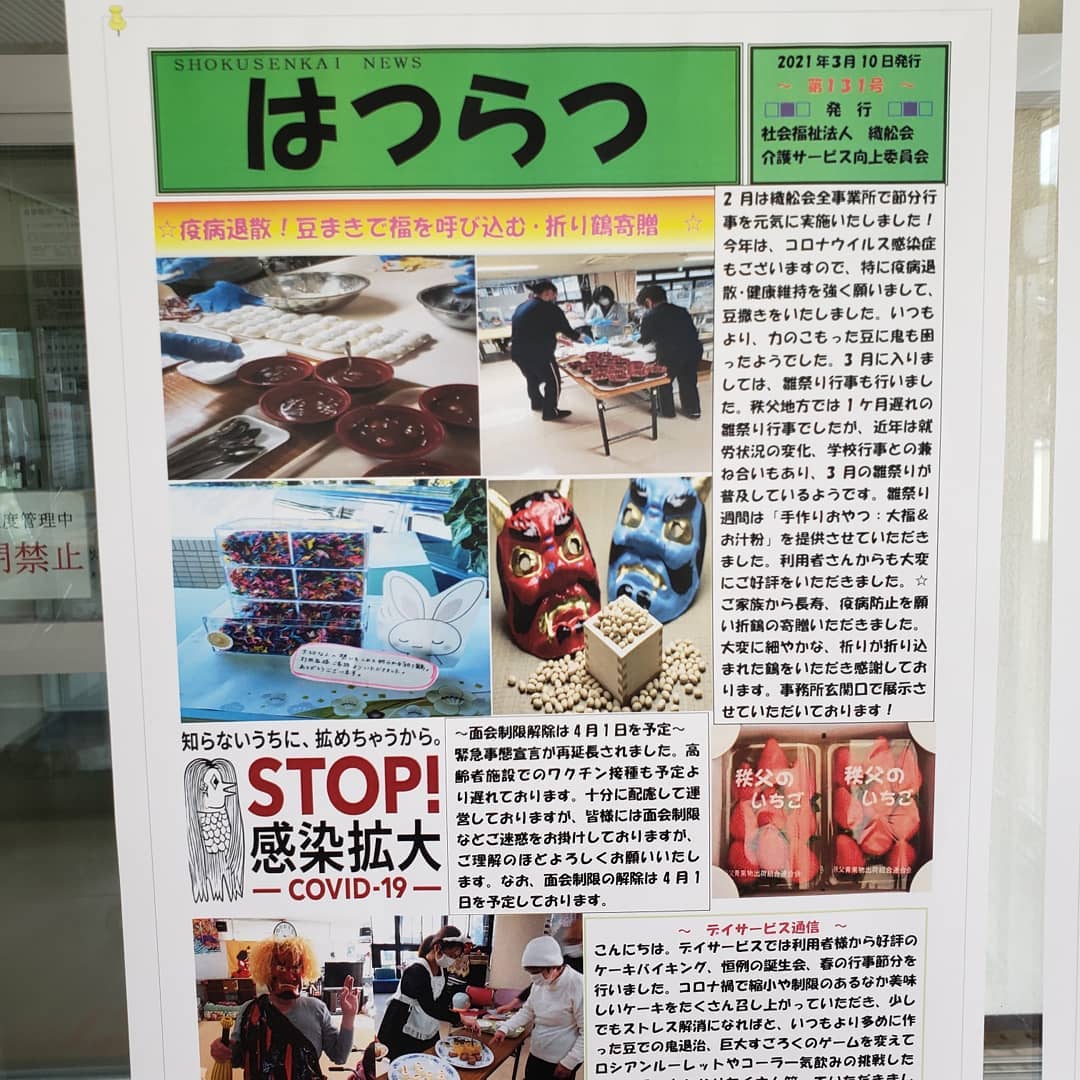 SHOKUSENKAI NEWS
はつらつ
2021年3月10日発行
～ 第131号 ～
□■□ 発 行 □■□
社会福祉法人 織舩会
介護サービス向上委員会
☆疫病退散！豆まきで福を呼び込む・折り鶴寄贈 ☆
2月は織舩会全事業所で節分行
事を元気に実施いたしました！
今年は、コロナウイルス感染症
もございますので、特に疫病退
散・健康維持を強く願いまして、
豆撒きをいたしました。いつも
より、力のこもった豆に鬼も困
ったようでした。3月に入りま
しては、雛祭り行事も行いまし
た。秩父地方では1ケ月遅れの
雛祭り行事でしたが、近年は就
労状況の変化、学校行事との兼
ね合いもあり、3月の雛祭りが
普及しているようです。雛祭り
週間は「手作りおやつ：大福＆
お汁粉」を提供させていただき
ました。利用者さんからも大変
にご好評をいただきました。☆
ご家族から長寿、疫病防止を願
い折鶴の寄贈いただきました。
大変に細やかな、祈りが折り込
まれた鶴をいただき感謝してお
ります。事務所玄関口で展示さ
せていただいております！
度管理中
禁止
知らないうちに、拡めちゃうから。
STOP!
感染拡大
COVID-19
～面会制限解除は4月1日を予定～
緊急事態宣言が再延長されました。高
齢者施設でのワクチン接種も予定よ
り遅れております。十分に配慮して運
営しておりますが、皆様には面会制限
などご迷惑をお掛けしておりますが、
ご理解のほどよろしくお願いいたし
ます。なお、面会制限の解除は4月1
日を予定しております。
秩父の
いちご
秩父の
いちご
父青果物出荷組合連合会
秩父青果物出荷組合連合会
～ デイサービス通信 ～
こんにちは。デイサービスでは利用者様から好評の
ケーキバイキング、恒例の誕生会、春の行事節分を
行いました。コロナ禍で縮小や制限のあるなか美味
しいケーキをたくさん召し上がっていただき、少し
でもストレス解消になればと、いつもより多めに作
った豆での鬼退治、巨大すごろくのゲームを変えて
ロシアンルーレットやコーラ一気飲みの挑戦した